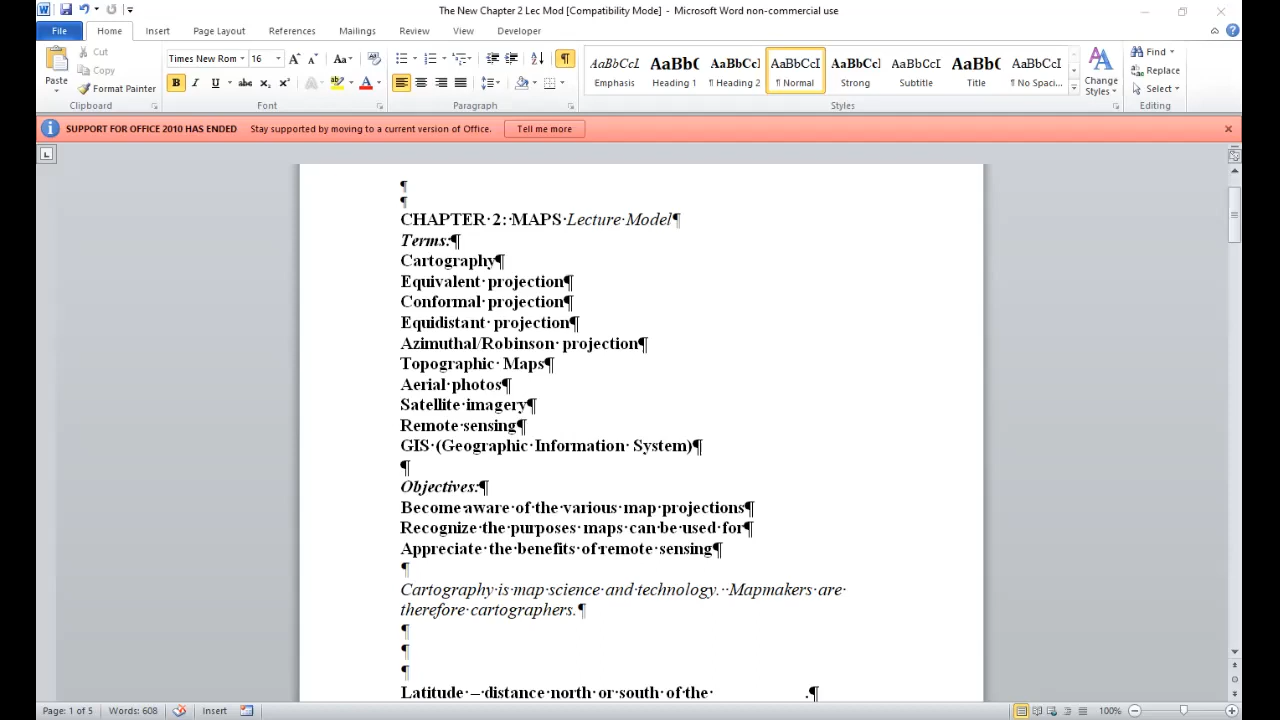 The New Chapter 2 Lec Mod [Compatibility Mode] - Microsoft Word non-commercial use
File Home Insert Page Layout References Mailings Review View Developer
Paste
Cut
Copy
Format Painter
Clipboard
Times New Rom 16
Font
Paragraph
AaBbCcI AaBbC AaBbCc AaBbCcI AaBbCc AaBbCcI AaBbC AaBbCcI
Emphasis Heading 1 ¶ Heading 2 ¶ Normal Strong Subtitle Title ¶ No Spaci...
Change Styles
Styles
Find
Replace
Select
Editing
SUPPORT FOR OFFICE 2010 HAS ENDED Stay supported by moving to a current version of Office. Tell me more
¶
¶
CHAPTER·2:·MAPS·Lecture·Model¶
Terms:¶
Cartography¶
Equivalent·projection¶
Conformal·projection¶
Equidistant·projection¶
Azimuthal/Robinson·projection¶
Topographic·Maps¶
Aerial·photos¶
Satellite·imagery¶
Remote·sensing¶
GIS·(Geographic·Information·System)¶
¶
Objectives:¶
Become·aware·of·the·various·map·projections¶
Recognize·the·purposes·maps·can·be·used·for¶
Appreciate·the·benefits·of·remote·sensing¶
¶
Cartography·is·map·science·and·technology.··Mapmakers·are·
therefore·cartographers.¶
¶
¶
¶
Latitude·–·distance·north·or·south·of·the· .¶
Page: 1 of 5 Words: 608 Insert 100%